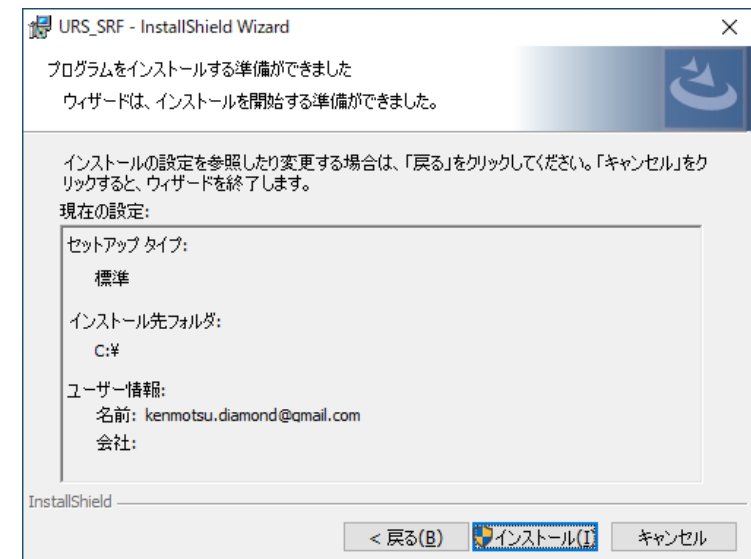 URS_SRF - InstallShield Wizard
プログラムをインストールする準備ができました
ウィザードは、インストールを開始する準備ができました。
インストールの設定を参照したり変更する場合は、「戻る」をクリックしてください。「キャンセル」をク
リックすると、ウィザードを終了します。
現在の設定:
セットアップ タイプ:
標準
インストール先フォルダ:
C:¥
ユーザー情報:
名前: kenmotsu.diamond@gmail.com
会社:
InstallShield
< 戻る(B) インストール(I) キャンセル